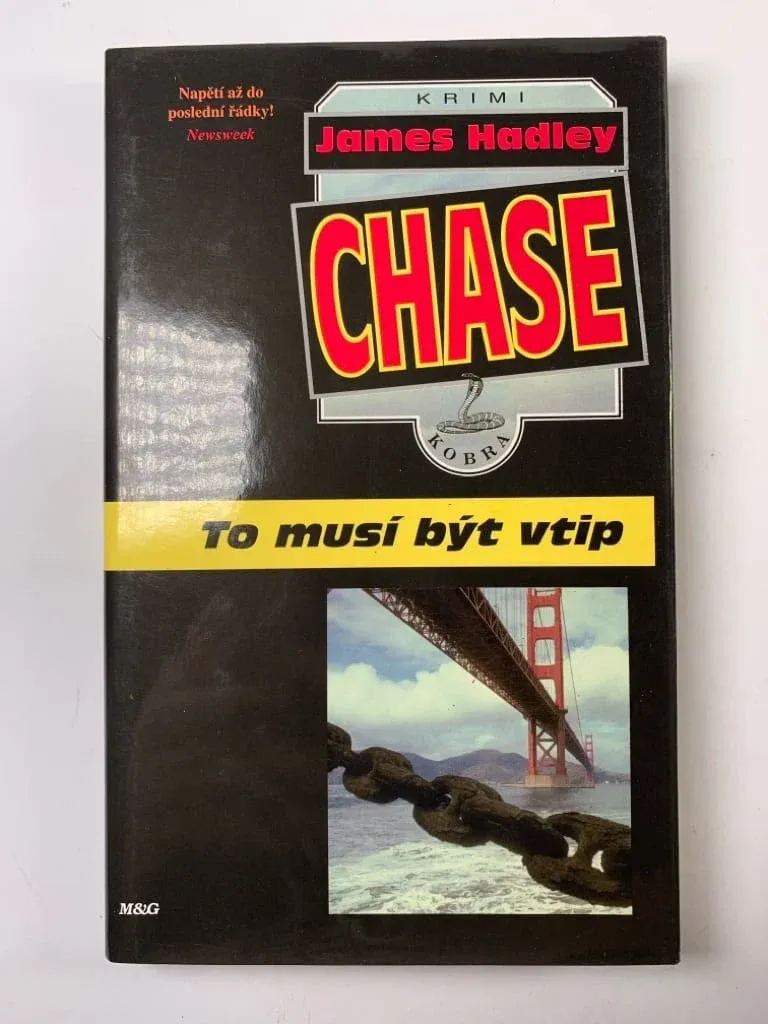 Napětí až do
poslední řádky!
Newsweek
KRIMI
James Hadley
CHASE
KOBRA
To musí být vtip
M&G